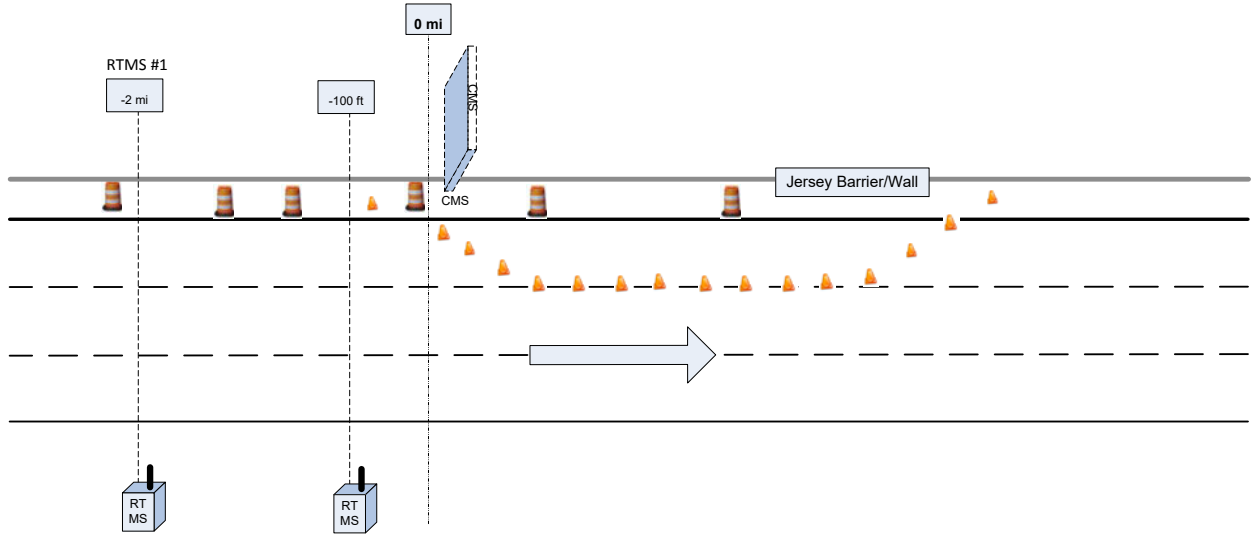 0 mi
RTMS #1
-2 mi
-100 ft
CMS
CMS
Jersey Barrier/Wall
RT
MS
RT
MS